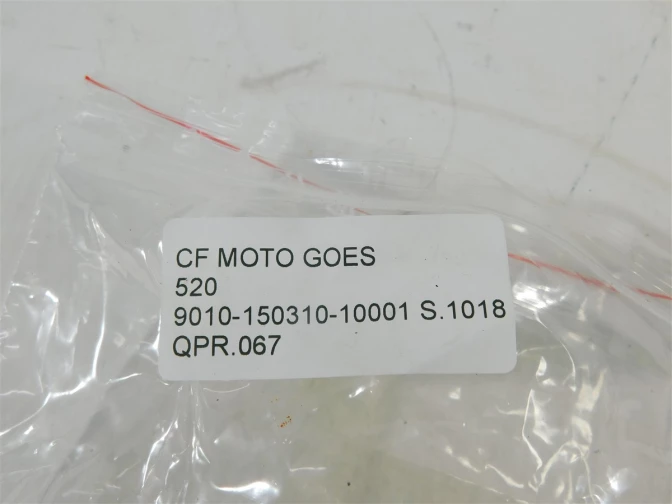 CF MOTO GOES
520
9010-150310-10001 S.1018
QPR.067